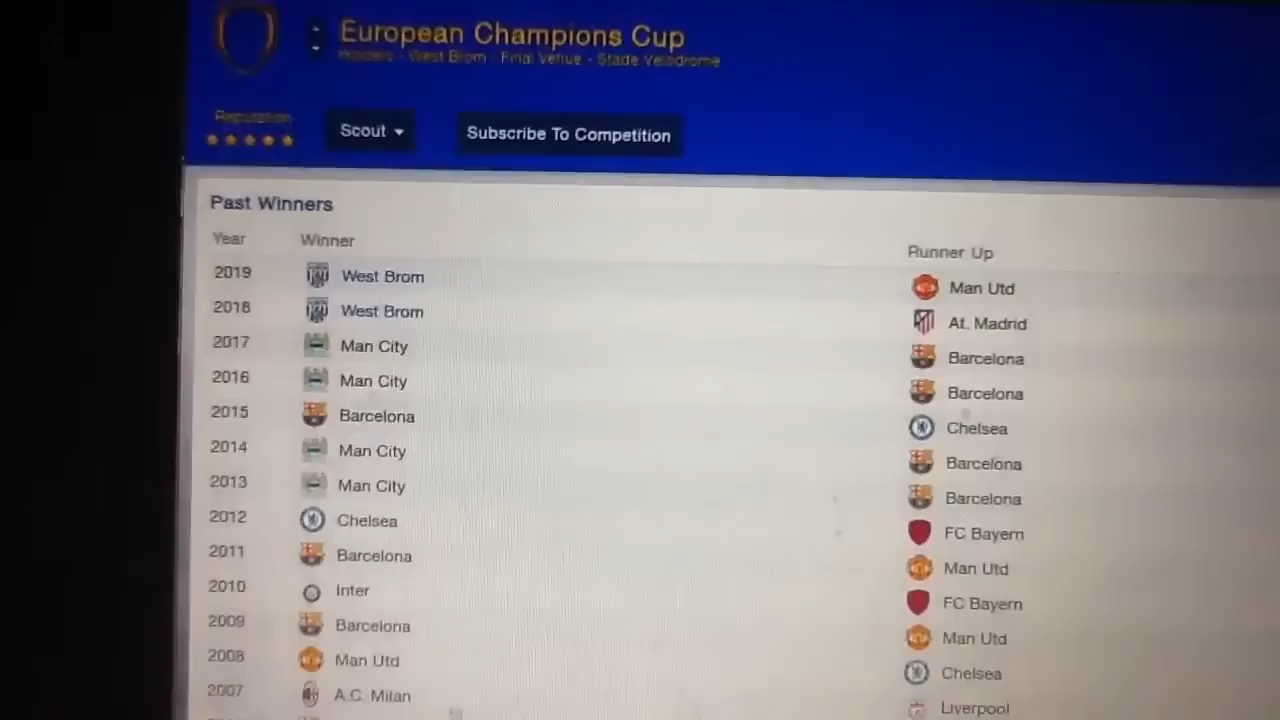 European Champions Cup
Holders - West Brom - Final Venue - Stade Vélodrome
Reputation
Scout
Subscribe To Competition
Past Winners
Year Winner Runner Up
2019 West Brom Man Utd
2018 West Brom At. Madrid
2017 Man City Barcelona
2016 Man City Barcelona
2015 Barcelona Chelsea
2014 Man City Barcelona
2013 Man City Barcelona
2012 Chelsea FC Bayern
2011 Barcelona Man Utd
2010 Inter FC Bayern
2009 Barcelona Man Utd
2008 Man Utd Chelsea
2007 A.C. Milan Liverpool